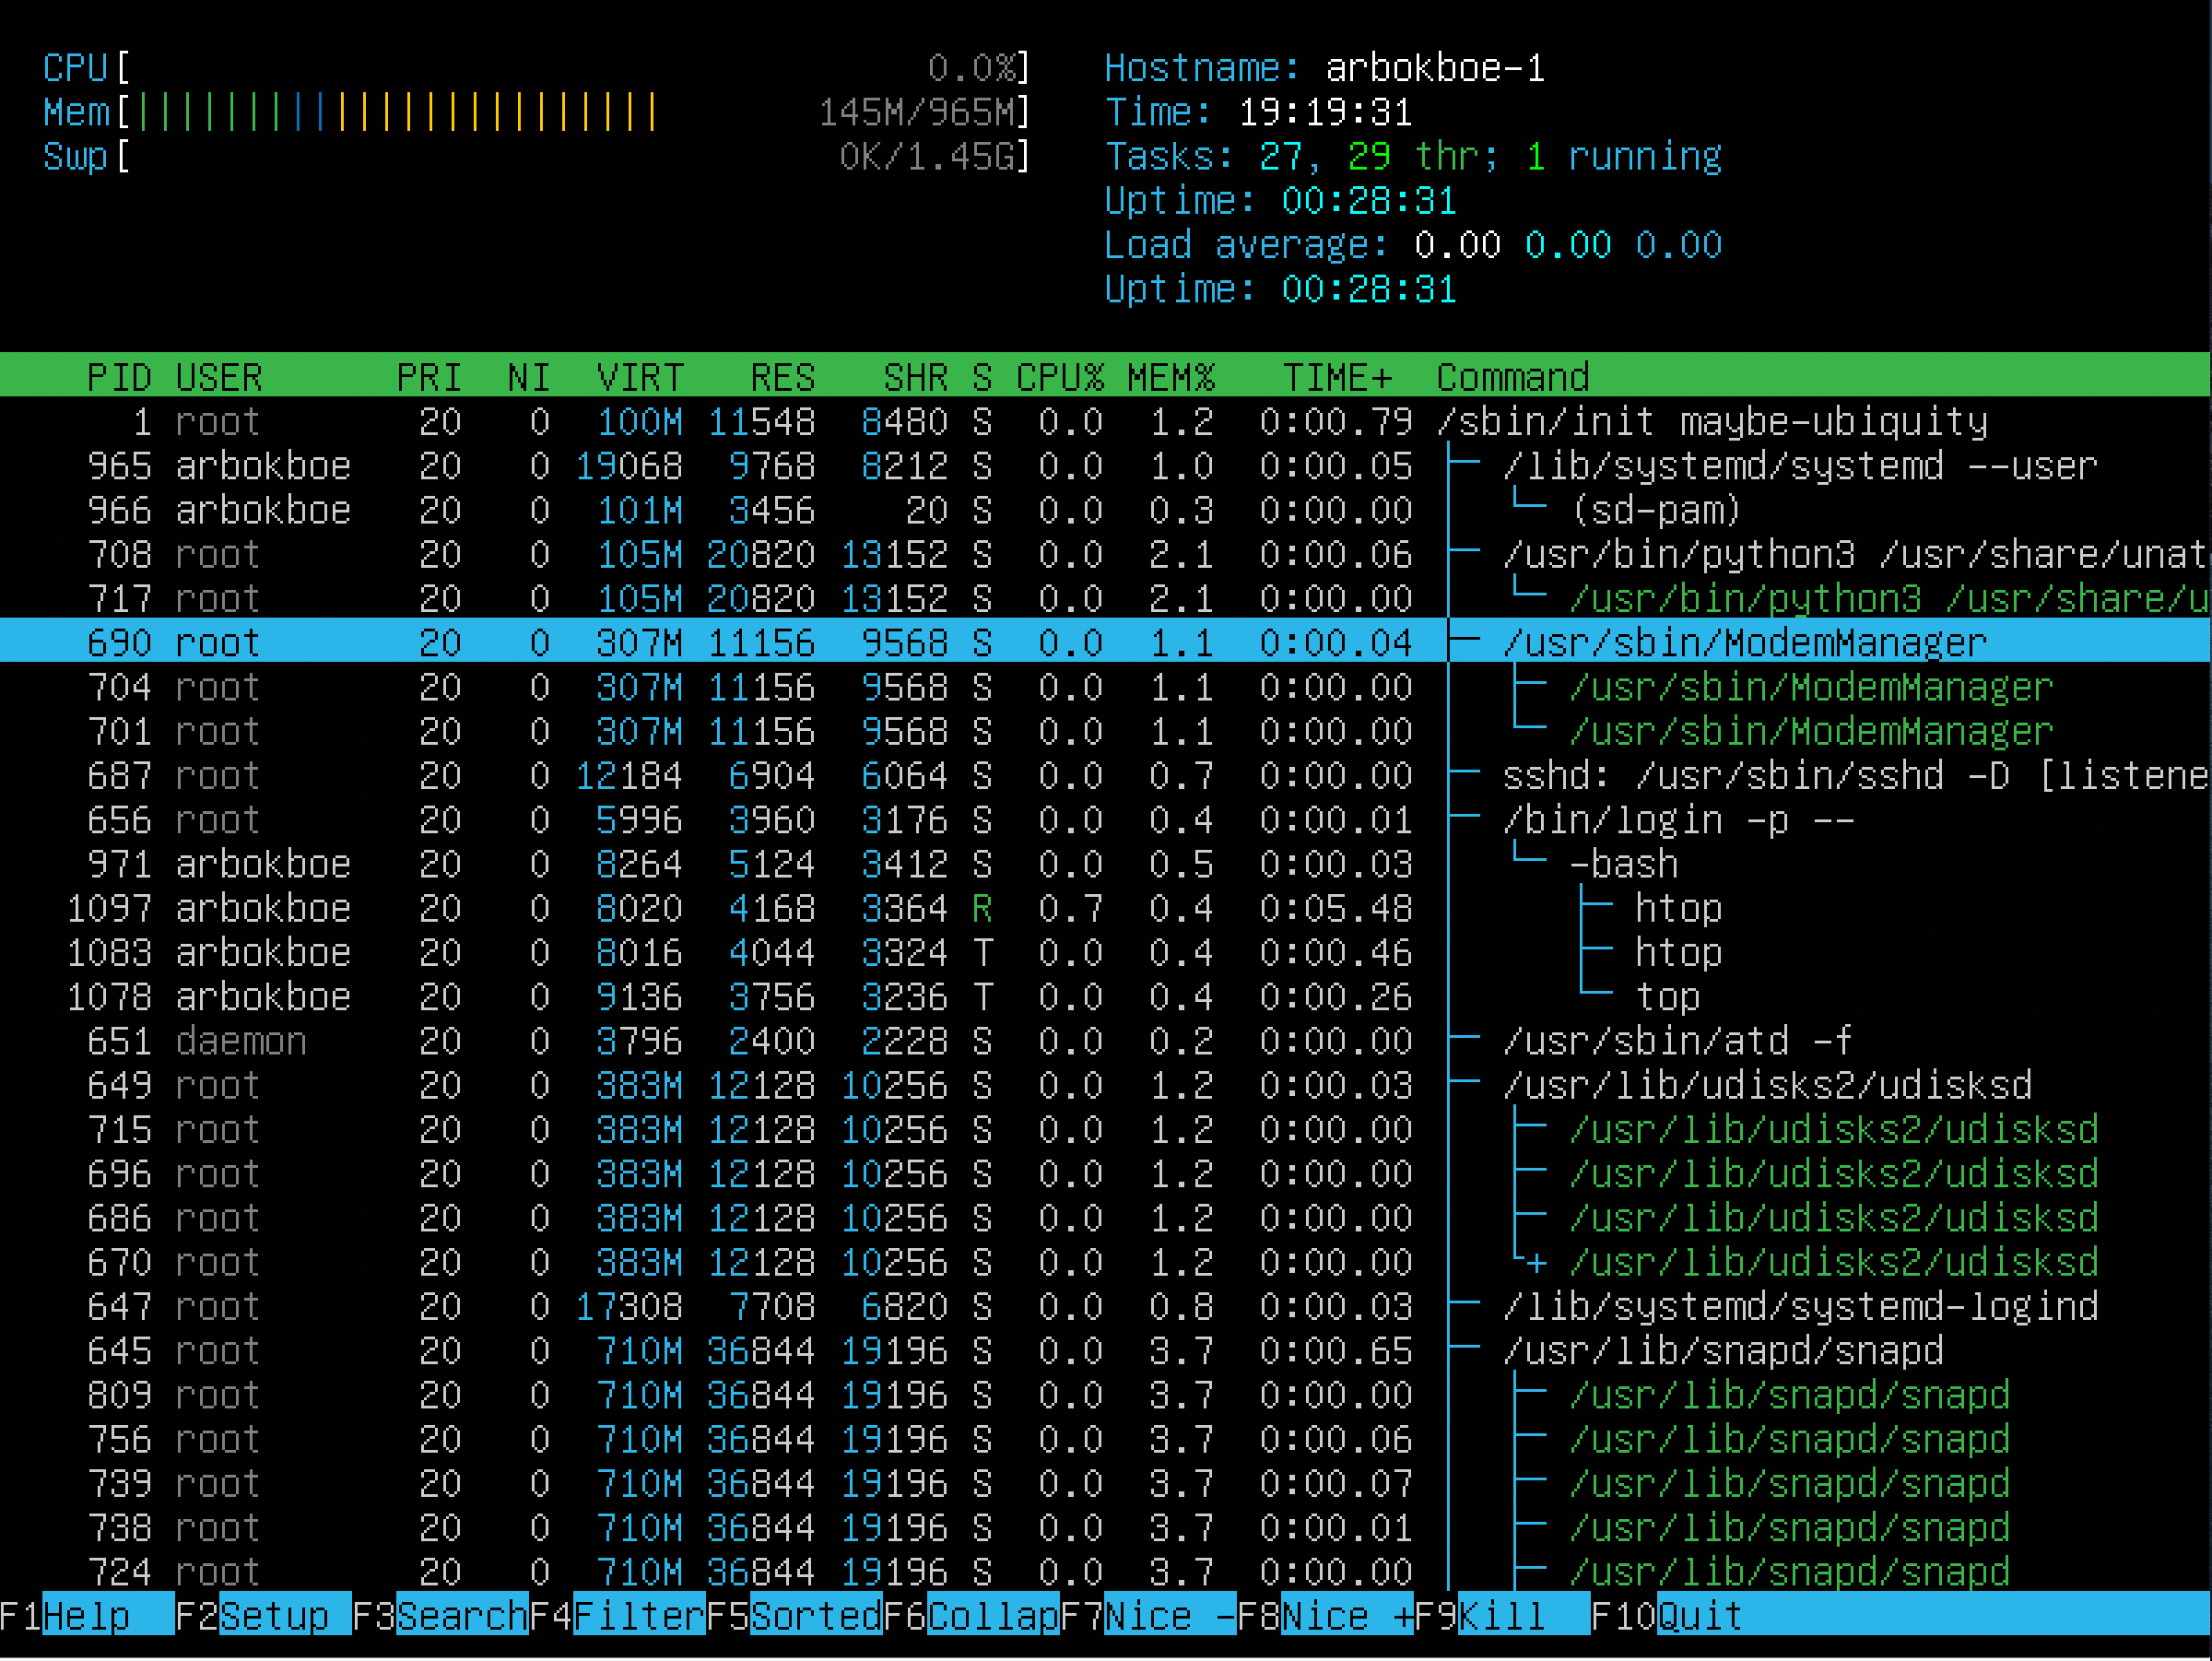 CPU[ 0.0%] Hostname: arbokboe-1
Mem[||||||||||||||||||||||| 145M/965M] Time: 19:19:31
Swp[ 0K/1.45G] Tasks: 27, 29 thr; 1 running
Uptime: 00:28:31
Load average: 0.00 0.00 0.00
Uptime: 00:28:31
PID USER PRI NI VIRT RES SHR S CPU% MEM% TIME+ Command
1 root 20 0 100M 11548 8480 S 0.0 1.2 0:00.79 /sbin/init maybe-ubiquity
965 arbokboe 20 0 19068 9768 8212 S 0.0 1.0 0:00.05 ├─ /lib/systemd/systemd --user
966 arbokboe 20 0 101M 3456 20 S 0.0 0.3 0:00.00 │  └─ (sd-pam)
708 root 20 0 105M 20820 13152 S 0.0 2.1 0:00.06 ├─ /usr/bin/python3 /usr/share/unat
717 root 20 0 105M 20820 13152 S 0.0 2.1 0:00.00 │  └─ /usr/bin/python3 /usr/share/u
690 root 20 0 307M 11156 9568 S 0.0 1.1 0:00.04 ├─ /usr/sbin/ModemManager
704 root 20 0 307M 11156 9568 S 0.0 1.1 0:00.00 │  ├─ /usr/sbin/ModemManager
701 root 20 0 307M 11156 9568 S 0.0 1.1 0:00.00 │  └─ /usr/sbin/ModemManager
687 root 20 0 12184 6904 6064 S 0.0 0.7 0:00.00 ├─ sshd: /usr/sbin/sshd -D [listene
656 root 20 0 5996 3960 3176 S 0.0 0.4 0:00.01 ├─ /bin/login -p --
971 arbokboe 20 0 8264 5124 3412 S 0.0 0.5 0:00.03 │  └─ -bash
1097 arbokboe 20 0 8020 4168 3364 R 0.7 0.4 0:05.48 │     ├─ htop
1083 arbokboe 20 0 8016 4044 3324 T 0.0 0.4 0:00.46 │     ├─ htop
1078 arbokboe 20 0 9136 3756 3236 T 0.0 0.4 0:00.26 │     └─ top
651 daemon 20 0 3796 2400 2228 S 0.0 0.2 0:00.00 ├─ /usr/sbin/atd -f
649 root 20 0 383M 12128 10256 S 0.0 1.2 0:00.03 ├─ /usr/lib/udisks2/udisksd
715 root 20 0 383M 12128 10256 S 0.0 1.2 0:00.00 │  ├─ /usr/lib/udisks2/udisksd
696 root 20 0 383M 12128 10256 S 0.0 1.2 0:00.00 │  ├─ /usr/lib/udisks2/udisksd
686 root 20 0 383M 12128 10256 S 0.0 1.2 0:00.00 │  ├─ /usr/lib/udisks2/udisksd
670 root 20 0 383M 12128 10256 S 0.0 1.2 0:00.00 │  └+ /usr/lib/udisks2/udisksd
647 root 20 0 17308 7708 6820 S 0.0 0.8 0:00.03 ├─ /lib/systemd/systemd-logind
645 root 20 0 710M 36844 19196 S 0.0 3.7 0:00.65 ├─ /usr/lib/snapd/snapd
809 root 20 0 710M 36844 19196 S 0.0 3.7 0:00.00 │  ├─ /usr/lib/snapd/snapd
756 root 20 0 710M 36844 19196 S 0.0 3.7 0:00.06 │  ├─ /usr/lib/snapd/snapd
739 root 20 0 710M 36844 19196 S 0.0 3.7 0:00.07 │  ├─ /usr/lib/snapd/snapd
738 root 20 0 710M 36844 19196 S 0.0 3.7 0:00.01 │  ├─ /usr/lib/snapd/snapd
724 root 20 0 710M 36844 19196 S 0.0 3.7 0:00.00 │  ├─ /usr/lib/snapd/snapd
F1Help F2Setup F3SearchF4FilterF5SortedF6CollapF7Nice -F8Nice +F9Kill F10Quit